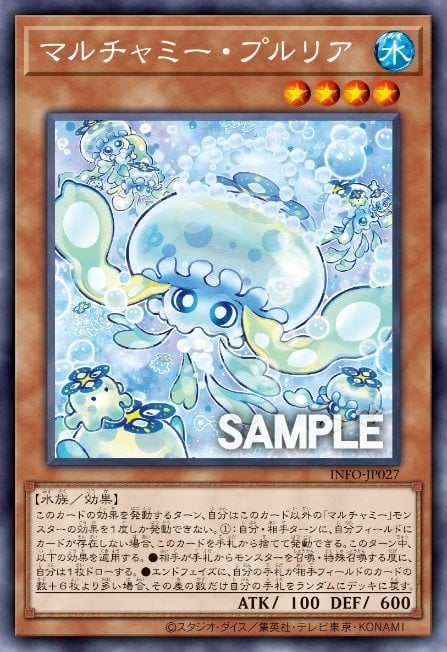 マルチャミー・プルリア
水
SAMPLE
INFO-JP027
【水族／効果】
このカードの効果を発動するターン、自分はこのカード以外の「マルチャミー」モン
スターの効果を１度しか発動できない。①：自分・相手ターンに、自分フィールドに
カードが存在しない場合、このカードを手札から捨てて発動できる。このターン中、
以下の効果を適用する。●相手が手札からモンスターを召喚・特殊召喚する度に、
自分は１枚ドローする。●エンドフェイズに、自分の手札が相手フィールドのカードの
数＋６枚より多い場合、その差の数だけ自分の手札をランダムにデッキに戻す。
ATK/ 100 DEF/ 600
©スタジオ・ダイス／集英社・テレビ東京・KONAMI